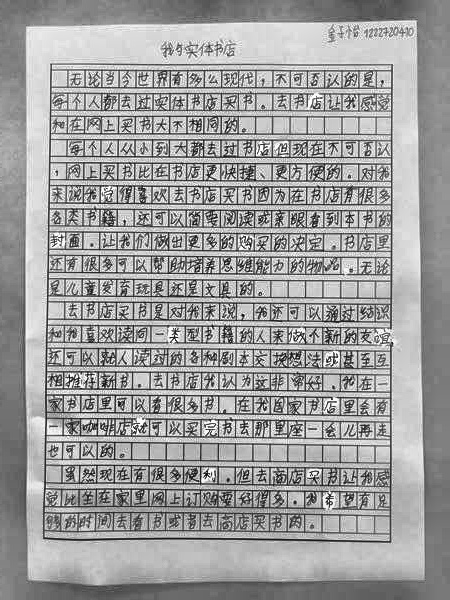 金子怡 1222720410
我与实体书店
无论当今世界有多么现代，不可否认的是，
每个人都去过实体书店买书。去书店让我感觉
和在网上买书大不相同的。
每个人从小到大都去过书店但现在不可否认
，网上买书比在书店更快捷、更方便的。对我
来说我觉得喜欢去书店买书因为在书店有很多
各类书籍，还可以简要阅读或亲眼看到本书的
封面。让我们做出更多的购买的决定。书店里
还有很多可以帮助培养思维能力的物品。无论
是儿童发育玩具还是文具的。
去书店买书是对我来说，我还可以通过结识
和我喜欢读同一类型书籍的人来做个新的友谊，
还可以跟人读过的各种剧本交换想法或甚至互
相推荐新书。去书店我认为这非常好。我在一
家书店里可以有很多书。在我国家书店里会有
一家咖啡店就可以买完书去那里座一会儿再走
也可以的。
虽然现在有很多便利。但去商店买书让我感
觉比坐在家里网上订购要好得多。我希望有足
够的时间去看书或者去商店买书的。